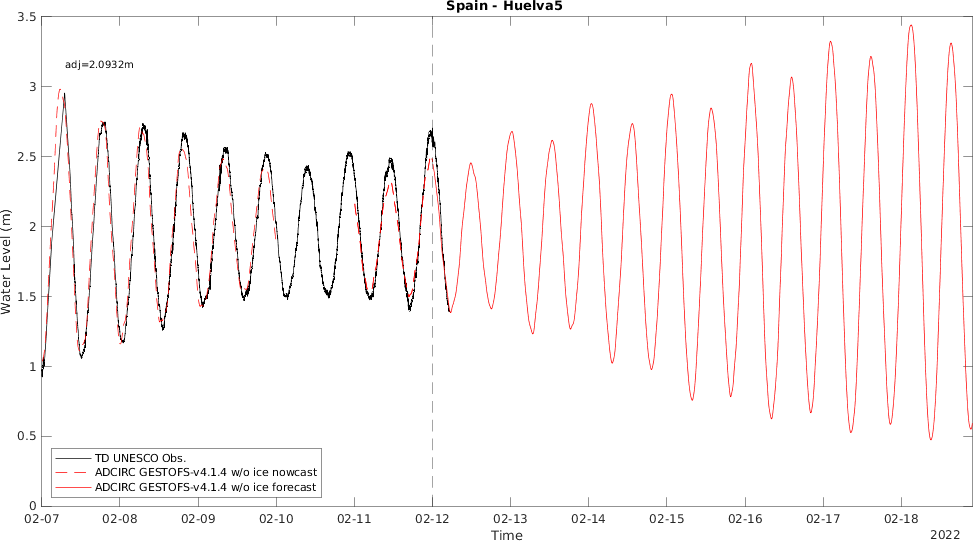 Spain - Huelva5
adj=2.0932m
Water Level (m)
3.5
3
2.5
2
1.5
1
0.5
0
TD UNESCO Obs.
ADCIRC GESTOFS-v4.1.4 w/o ice nowcast
ADCIRC GESTOFS-v4.1.4 w/o ice forecast
02-07 02-08 02-09 02-10 02-11 02-12 02-13 02-14 02-15 02-16 02-17 02-18
Time
2022